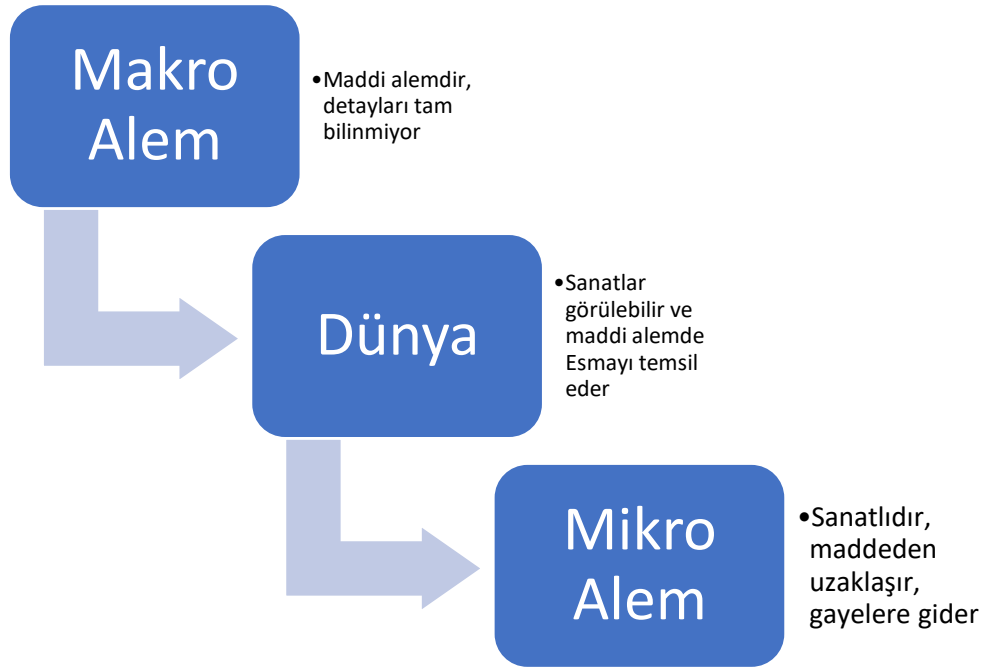 Makro
Alem
•Maddi alemdir,
detayları tam
bilinmiyor
Dünya
•Sanatlar
görülebilir ve
maddi alemde
Esmayı temsil
eder
Mikro
Alem
•Sanatlıdır,
maddeden
uzaklaşır,
gayelere gider